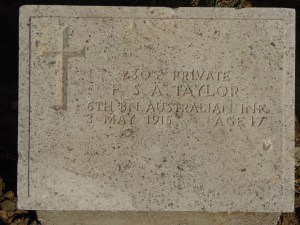 PRIVATE
S. A. TAYLOR
6TH BN. AUSTRALIAN INF.
3 MAY 1915 AGE 17